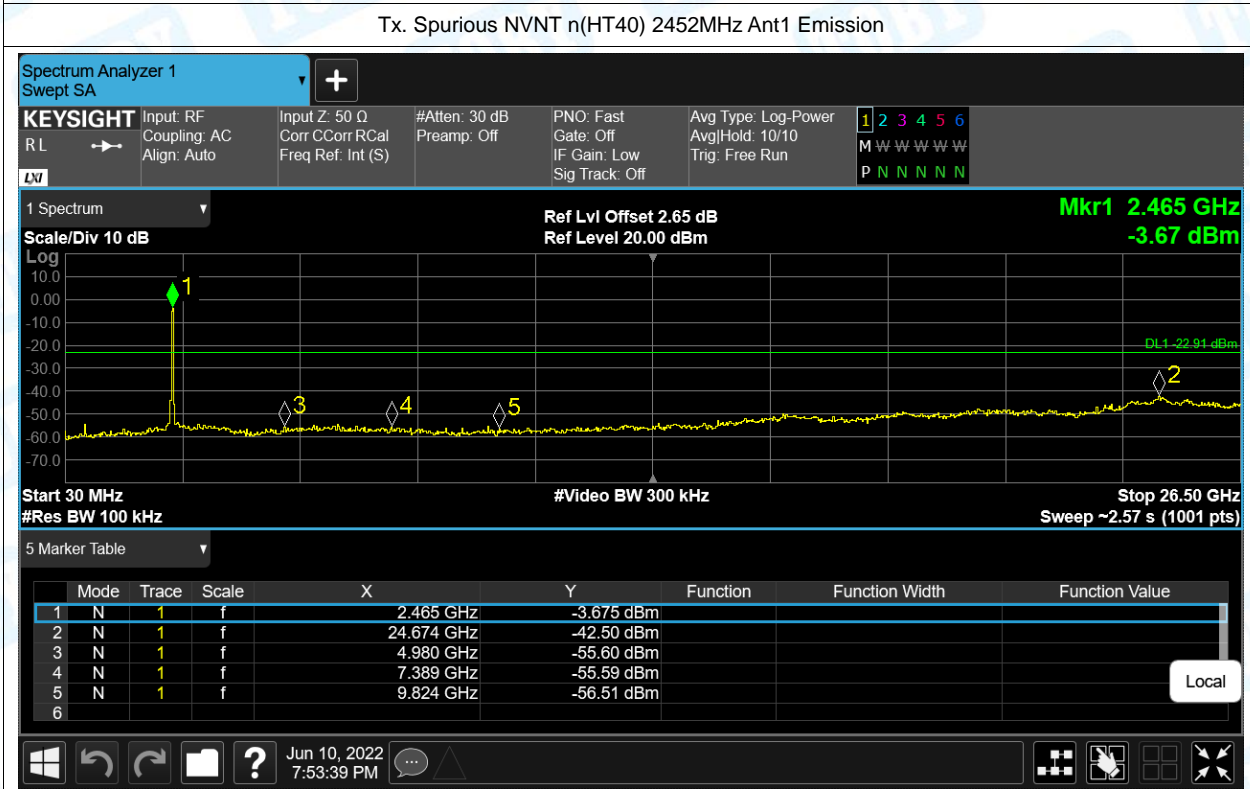 Tx. Spurious NVNT n(HT40) 2452MHz Ant1 Emission
Spectrum Analyzer 1
Swept SA
KEYSIGHT Input: RF Input Z: 50 Ω #Atten: 30 dB PNO: Fast Avg Type: Log-Power 1 2 3 4 5 6
R L Coupling: AC Corr CCorr RCal Preamp: Off Gate: Off Avg|Hold: 10/10 M W W W W W
Align: Auto Freq Ref: Int (S) IF Gain: Low Trig: Free Run
LXI Sig Track: Off P N N N N N
1 Spectrum Ref Lvl Offset 2.65 dB Mkr1 2.465 GHz
Scale/Div 10 dB Ref Level 20.00 dBm -3.67 dBm
Log
10.0
1
0.00
-10.0
-20.0
DL1 -22.91 dBm
-30.0
-40.0
2
3 4 5
-50.0
-60.0
-70.0
Start 30 MHz #Video BW 300 kHz Stop 26.50 GHz
#Res BW 100 kHz Sweep ~2.57 s (1001 pts)
5 Marker Table
Mode Trace Scale X Y Function Function Width Function Value
1 N 1 f 2.465 GHz -3.675 dBm
2 N 1 f 24.674 GHz -42.50 dBm
3 N 1 f 4.980 GHz -55.60 dBm
4 N 1 f 7.389 GHz -55.59 dBm
5 N 1 f 9.824 GHz -56.51 dBm
6
Local
? Jun 10, 2022
7:53:39 PM